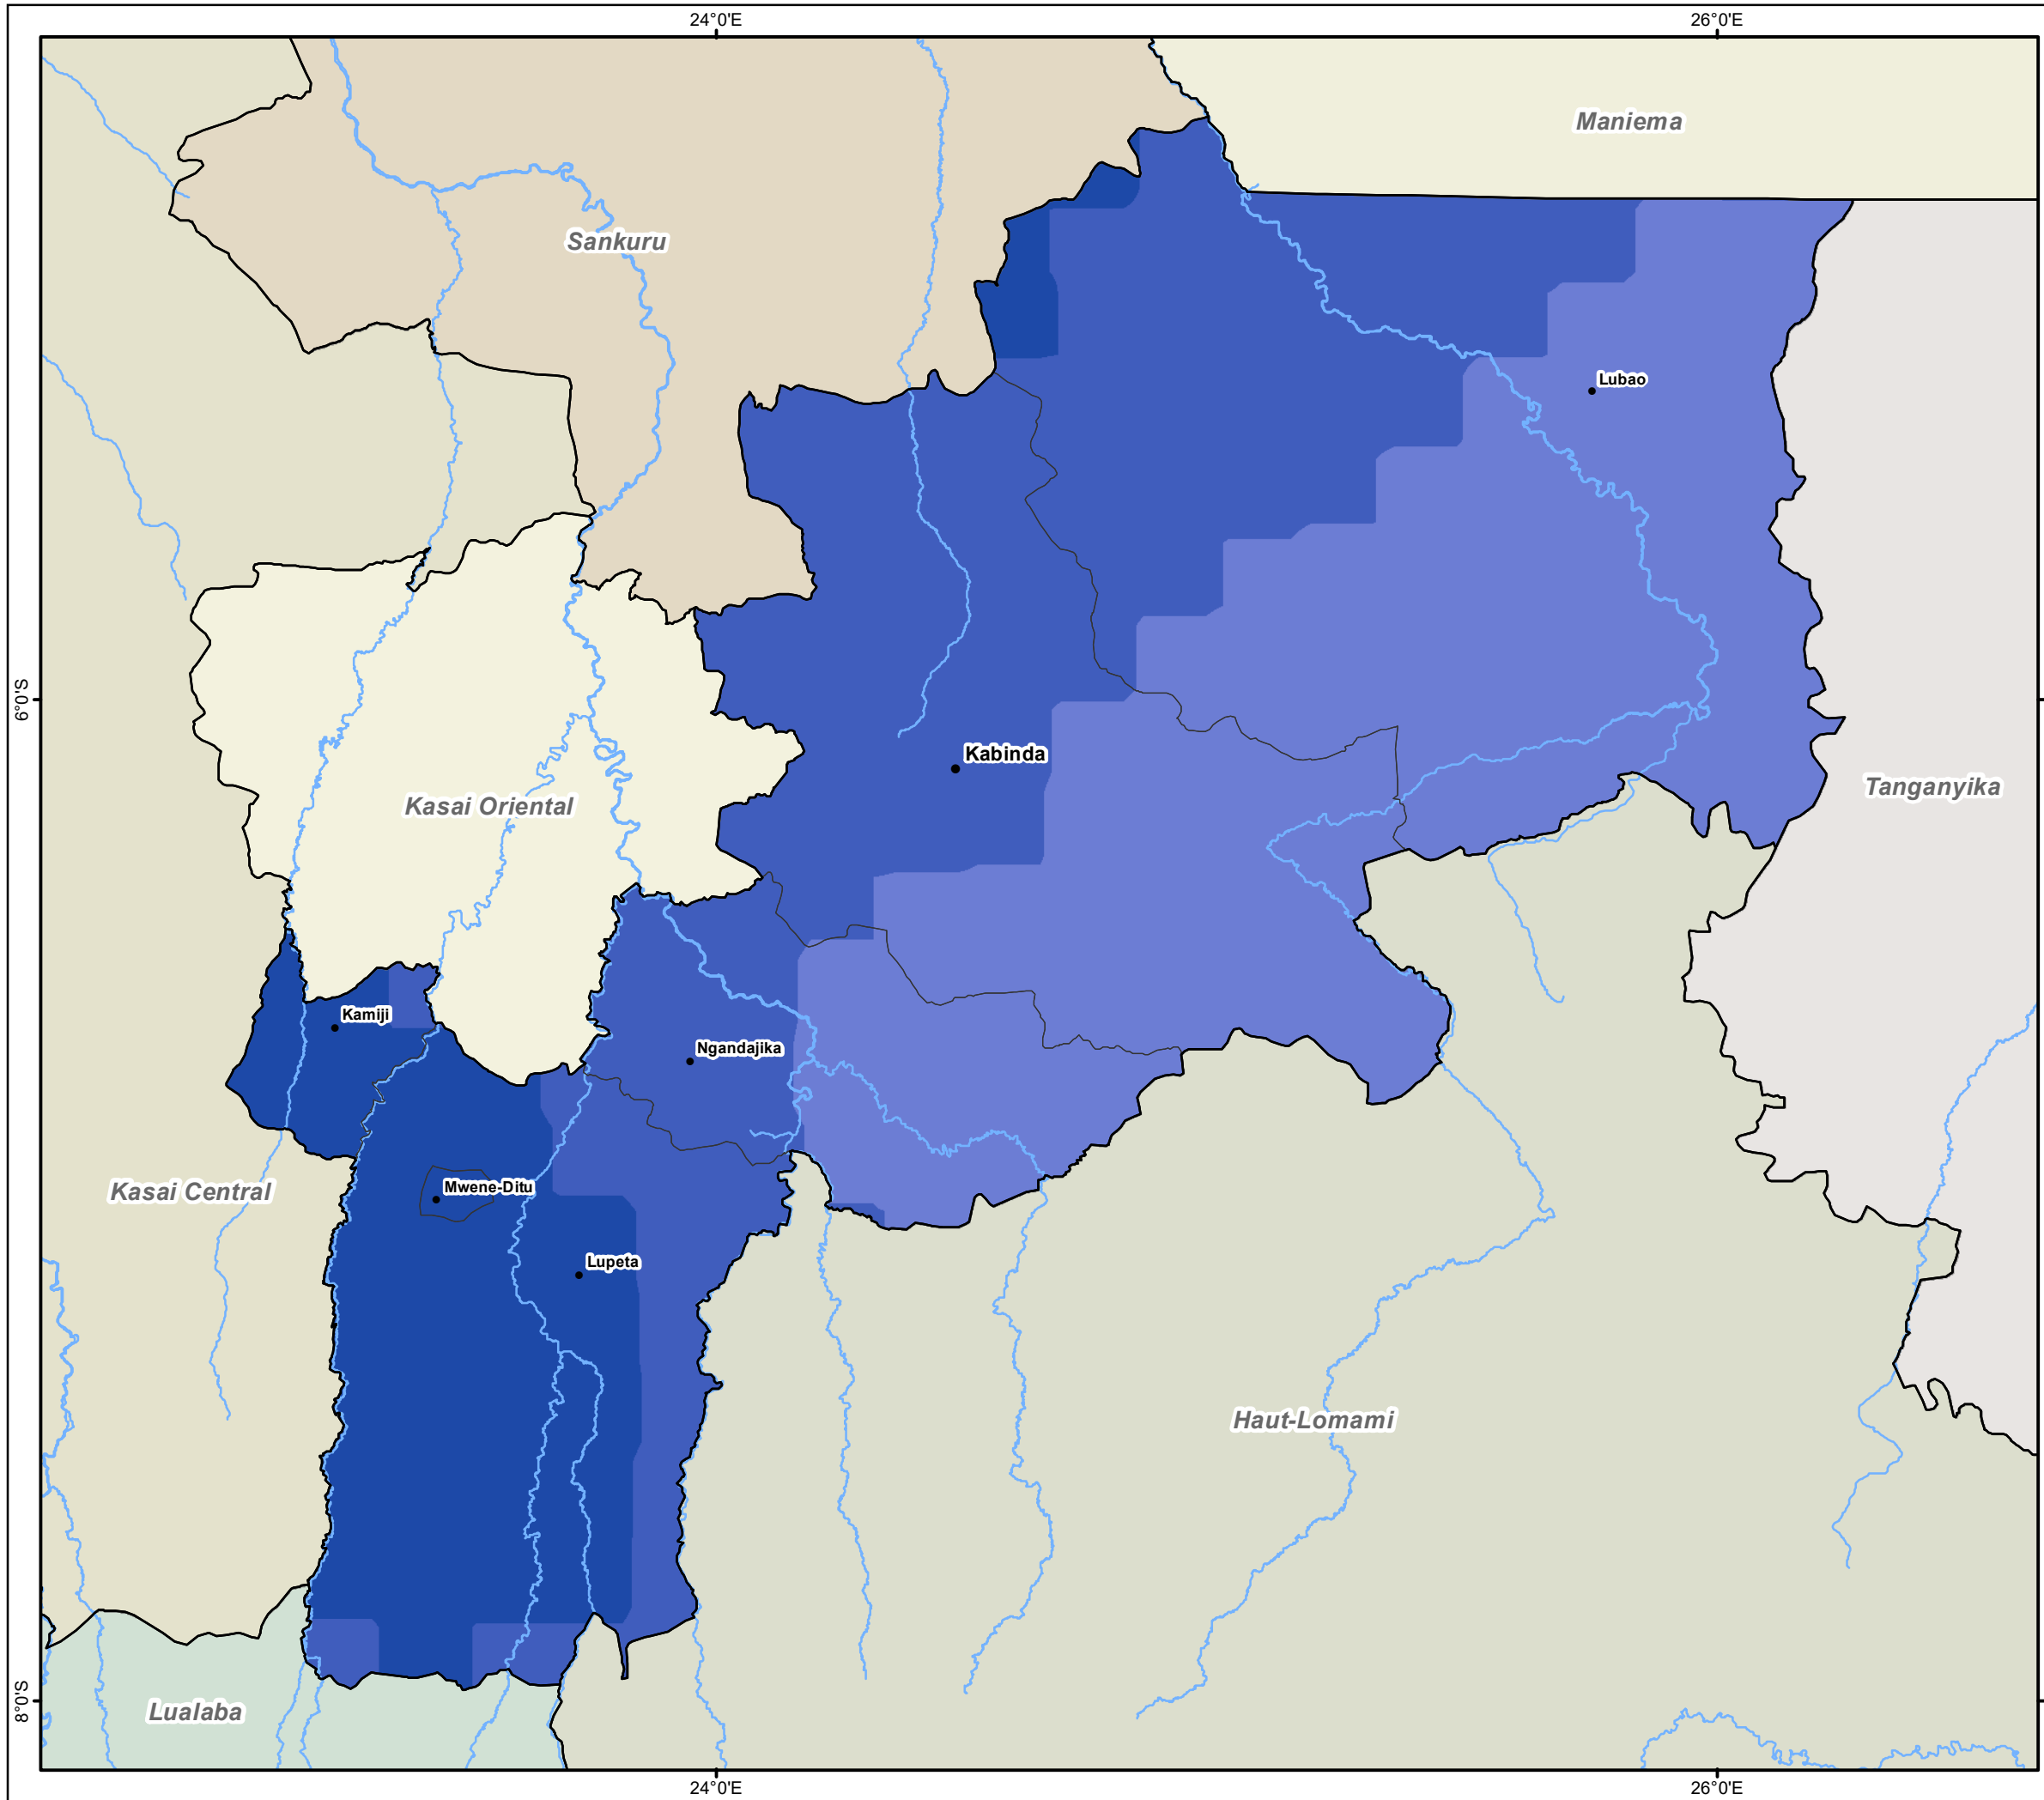 24°0'E
26°0'E
Maniema
Sankuru
Lubao
6°0'S
Kabinda
Tanganyika
Kasai Oriental
Kamiji
Ngandajika
Kasai Central
Mwene-Ditu
Lupeta
Haut-Lomami
8°0'S
Lualaba
24°0'E
26°0'E